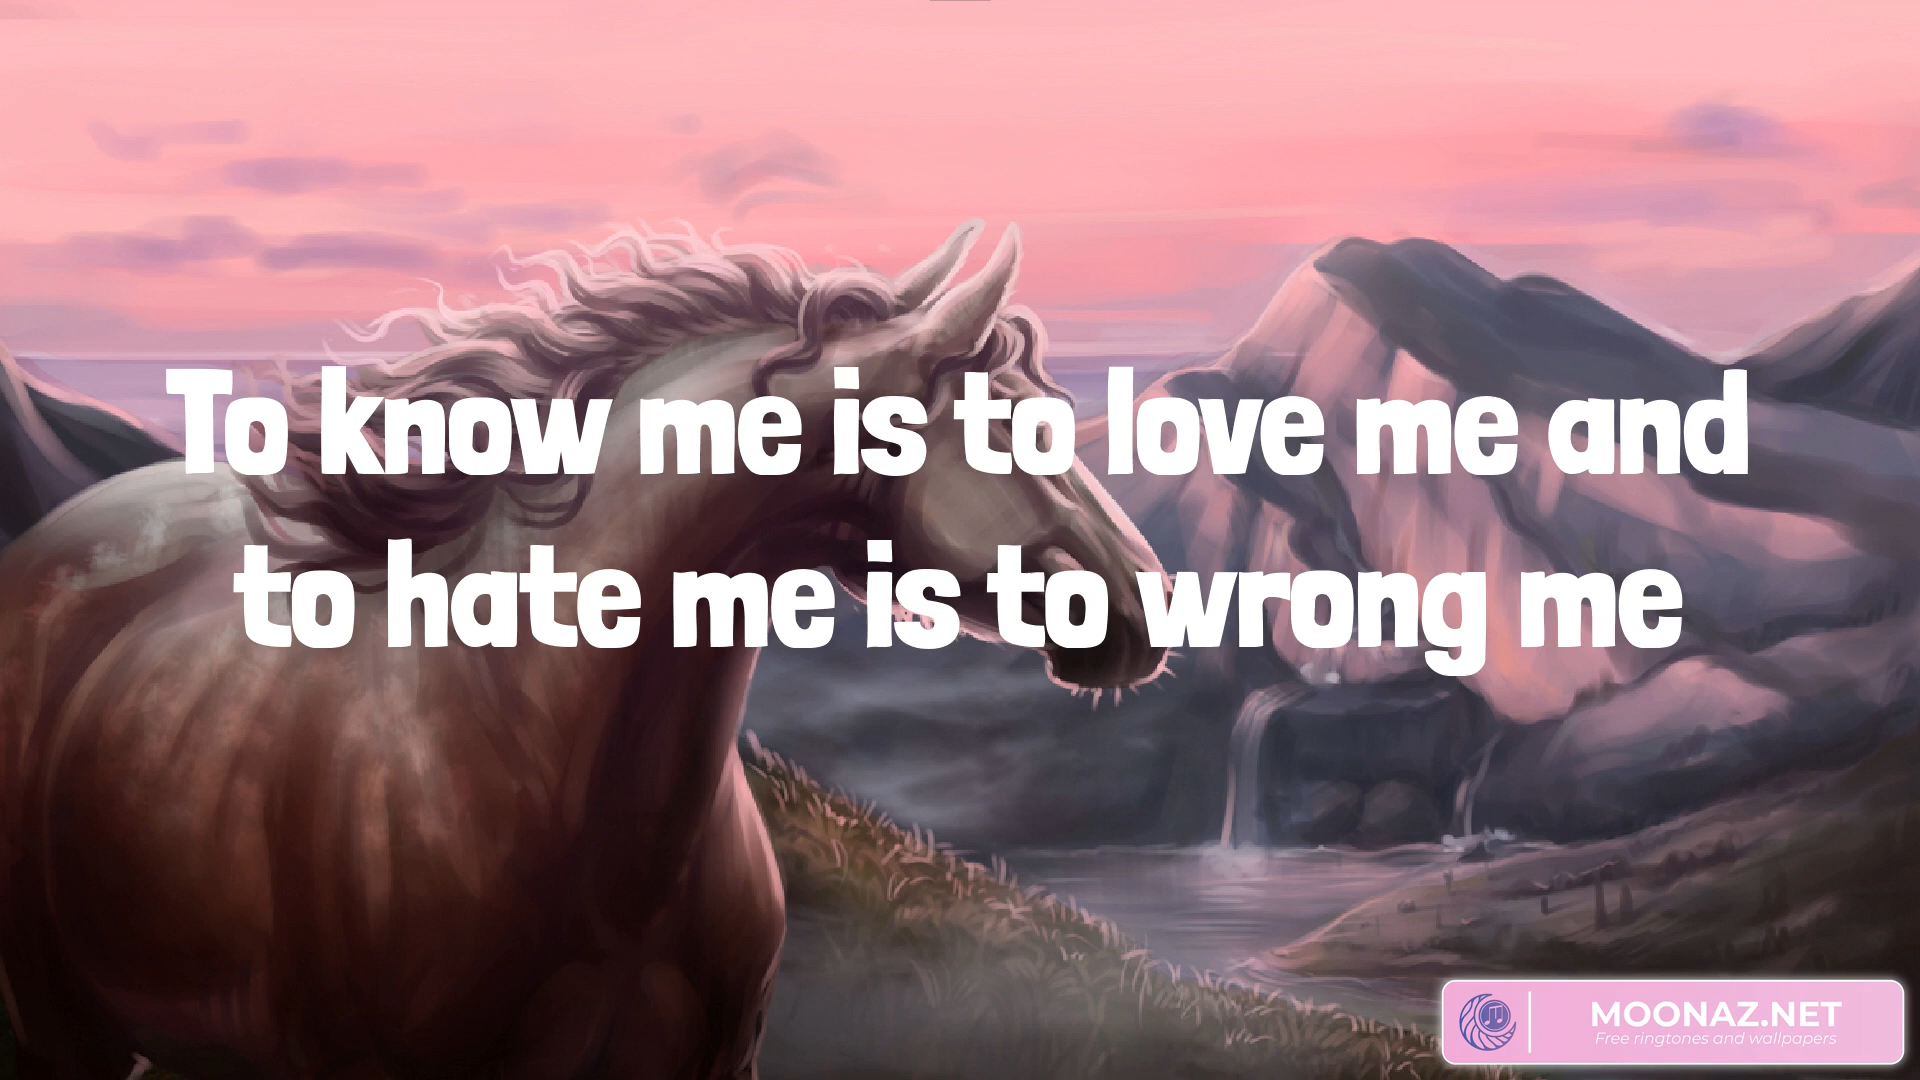 To know me is to love me and
to hate me is to wrong me
MOONAZ.NET
Free ringtones and wallpapers